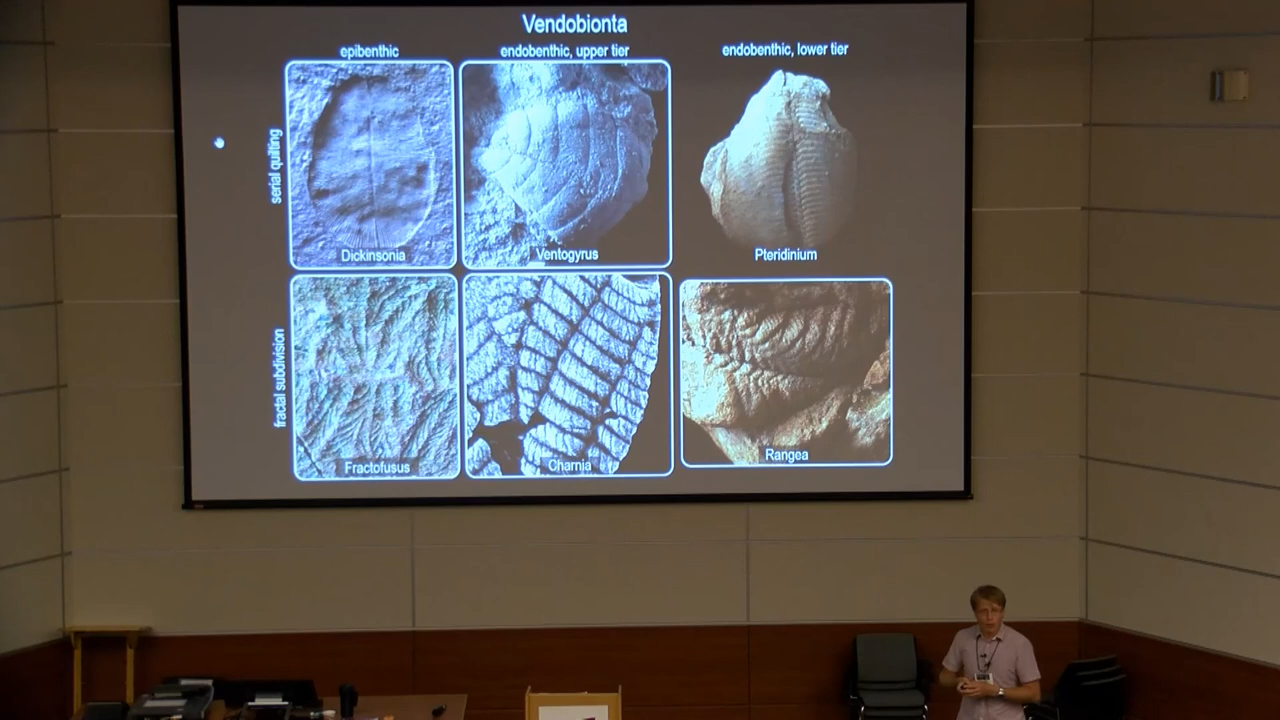 Vendobionta
epibenthic
endobenthic, upper tier
endobenthic, lower tier
serial quilting
Dickinsonia
Ventogyrus
Pteridinium
fractal subdivision
Fractofusus
Charnia
Rangea